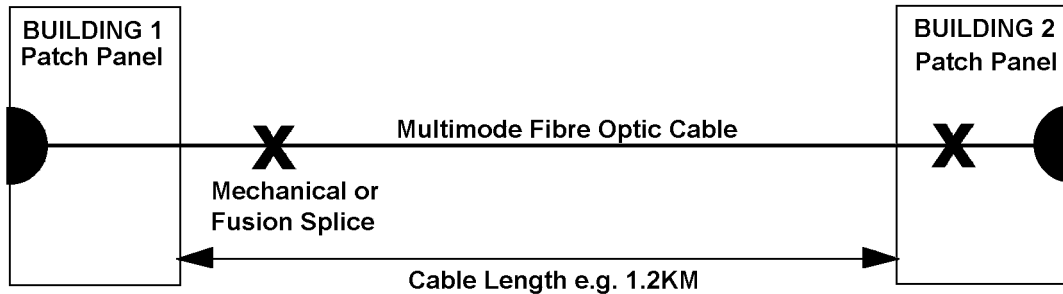 BUILDING 1
Patch Panel
BUILDING 2
Patch Panel
Multimode Fibre Optic Cable
X
X
Mechanical or
Fusion Splice
Cable Length e.g. 1.2KM